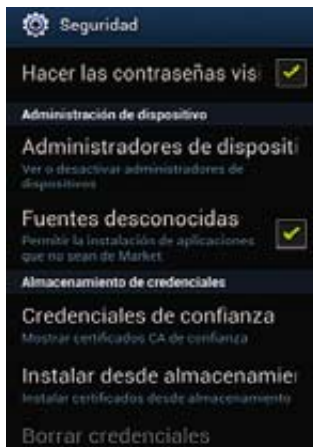 Seguridad
Hacer las contraseñas vis
Administración de dispositivo
Administradores de dispositi
Ver o desactivar administradores de
dispositivos
Fuentes desconocidas
Permitir la instalación de aplicaciones
que no sean de Market
Almacenamiento de credenciales
Credenciales de confianza
Mostrar certificados CA de confianza
Instalar desde almacenamie
Instalar certificados desde almacenamiento
Borrar credenciales